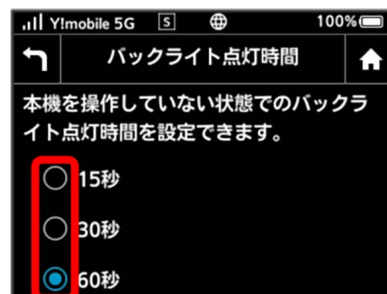 Y!mobile 5G S 100%
バックライト点灯時間
本機を操作していない状態でのバックラ
イト点灯時間を設定できます。
15秒
30秒
60秒